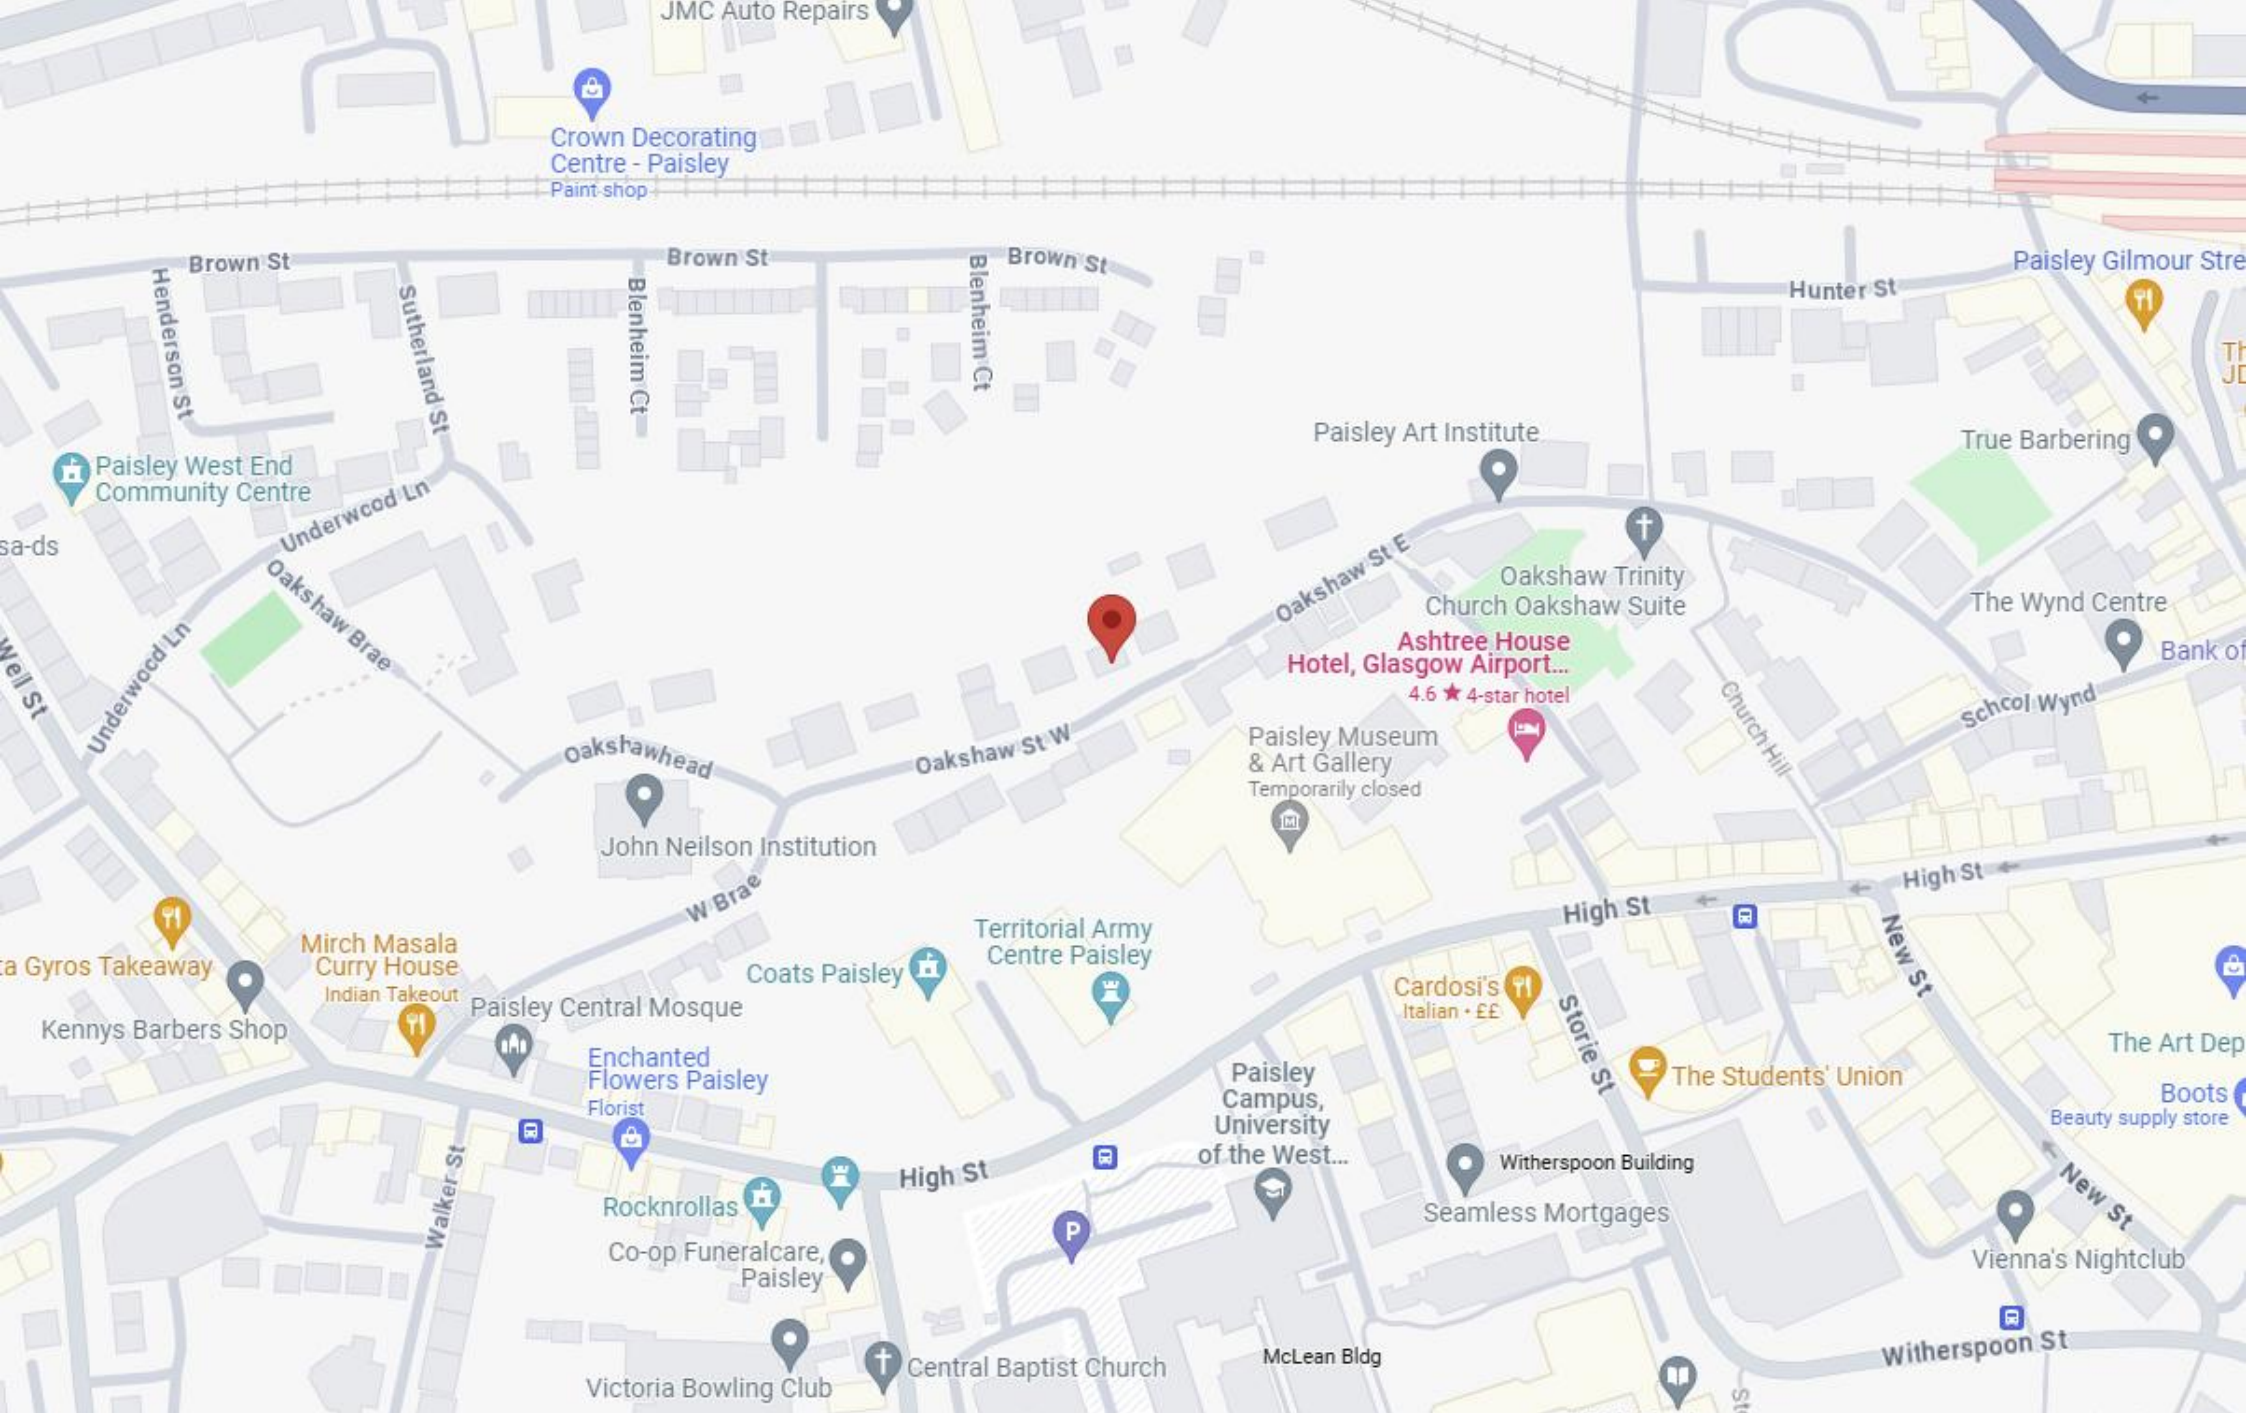 JMC Auto Repairs
Crown Decorating
Centre - Paisley
Paint shop
Brown St
Brown St
Brown St
Henderson St
Sutherland St
Blenheim Ct
Blenheim Ct
Hunter St
Paisley Gilmour Stre
Th
JD
Paisley Art Institute
True Barbering
Paisley West End
Community Centre
Underwood Ln
sa-ds
Oakshaw Brae
Oakshaw St E
Oakshaw Trinity
Church Oakshaw Suite
The Wynd Centre
Ashtree House
Hotel, Glasgow Airport...
4.6 ★ 4-star hotel
Bank of
Well St
Underwood Ln
School Wynd
Church Hill
Oakshawhead
Oakshaw St W
Paisley Museum
& Art Gallery
Temporarily closed
John Neilson Institution
W Brae
High St
High St
New St
Mirch Masala
Curry House
Indian Takeout
ta Gyros Takeaway
Territorial Army
Centre Paisley
Coats Paisley
Cardosi's
Italian • ££
Kennys Barbers Shop
Paisley Central Mosque
Storie St
Enchanted
Flowers Paisley
Florist
Paisley
Campus,
University
of the West...
The Students' Union
The Art Dep
Boots
Beauty supply store
Walker St
High St
Witherspoon Building
Seamless Mortgages
New St
Rocknrollas
P
Co-op Funeralcare,
Paisley
Vienna's Nightclub
Witherspoon St
McLean Bldg
Central Baptist Church
Victoria Bowling Club